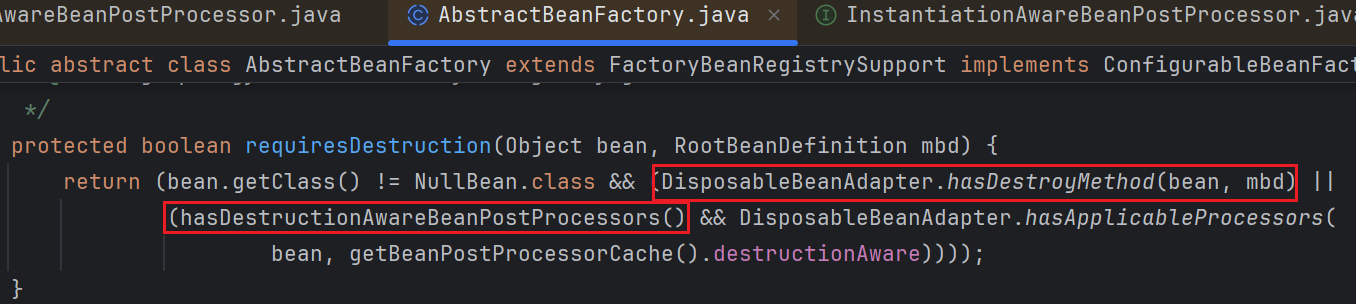 AwareBeanPostProcessor.java AbstractBeanFactory.java InstantiationAwareBeanPostProcessor.java
lic abstract class AbstractBeanFactory extends FactoryBeanRegistrySupport implements ConfigurableBeanFact
*/
protected boolean requiresDestruction(Object bean, RootBeanDefinition mbd) {
return (bean.getClass() != NullBean.class && (DisposableBeanAdapter.hasDestroyMethod(bean, mbd) ||
(hasDestructionAwareBeanPostProcessors() && DisposableBeanAdapter.hasApplicableProcessors(
bean, getBeanPostProcessorCache().destructionAware))));
}